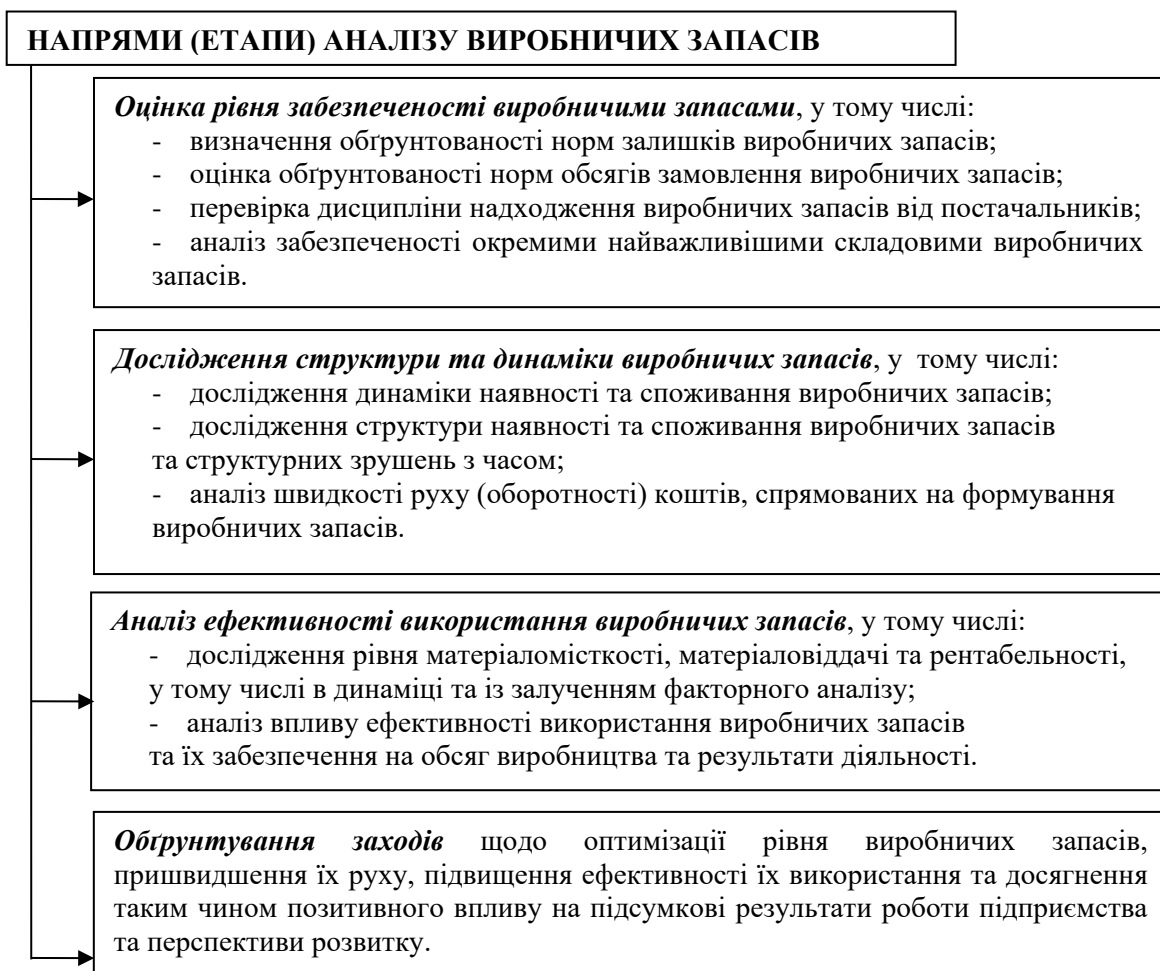 НАПРЯМИ (ЕТАПИ) АНАЛІЗУ ВИРОБНИЧИХ ЗАПАСІВ
Оцінка рівня забезпеченості виробничими запасами, у тому числі:
- визначення обґрунтованості норм залишків виробничих запасів;
- оцінка обґрунтованості норм обсягів замовлення виробничих запасів;
- перевірка дисципліни надходження виробничих запасів від постачальників;
- аналіз забезпеченості окремими найважливішими складовими виробничих
запасів.
Дослідження структури та динаміки виробничих запасів, у тому числі:
- дослідження динаміки наявності та споживання виробничих запасів;
- дослідження структури наявності та споживання виробничих запасів
та структурних зрушень з часом;
- аналіз швидкості руху (оборотності) коштів, спрямованих на формування
виробничих запасів.
Аналіз ефективності використання виробничих запасів, у тому числі:
- дослідження рівня матеріаломісткості, матеріаловіддачі та рентабельності,
у тому числі в динаміці та із залученням факторного аналізу;
- аналіз впливу ефективності використання виробничих запасів
та їх забезпечення на обсяг виробництва та результати діяльності.
Обґрунтування заходів щодо оптимізації рівня виробничих запасів,
пришвидшення їх руху, підвищення ефективності їх використання та досягнення
таким чином позитивного впливу на підсумкові результати роботи підприємства
та перспективи розвитку.